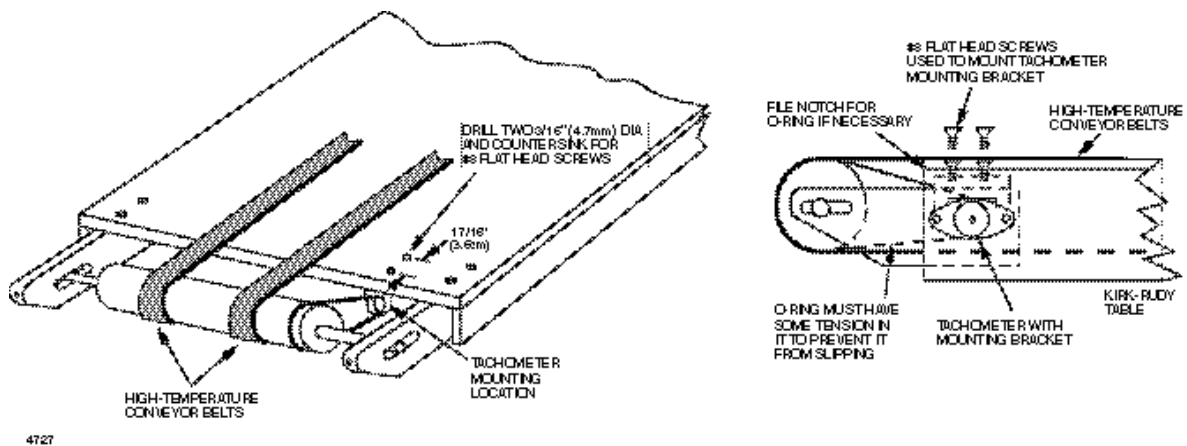 DRILL TWO 3/16" (4.7mm) DIA
AND COUNTERSINK FOR
#8 FLAT HEAD SCREWS
1 7/16"
(3.6m)
HIGH-TEMPERATURE
CONVEYOR BELTS
TACHOMETER
MOUNTING
LOCATION
#8 FLAT HEAD SCREWS
USED TO MOUNT TACHOMETER
MOUNTING BRACKET
FILE NOTCH FOR
O-RING IF NECESSARY
HIGH-TEMPERATURE
CONVEYOR BELTS
O-RING MUST HAVE
SOME TENSION IN
IT TO PREVENT IT
FROM SLIPPING
TACHOMETER WITH
MOUNTING BRACKET
KIRK-RUDY
TABLE
4727